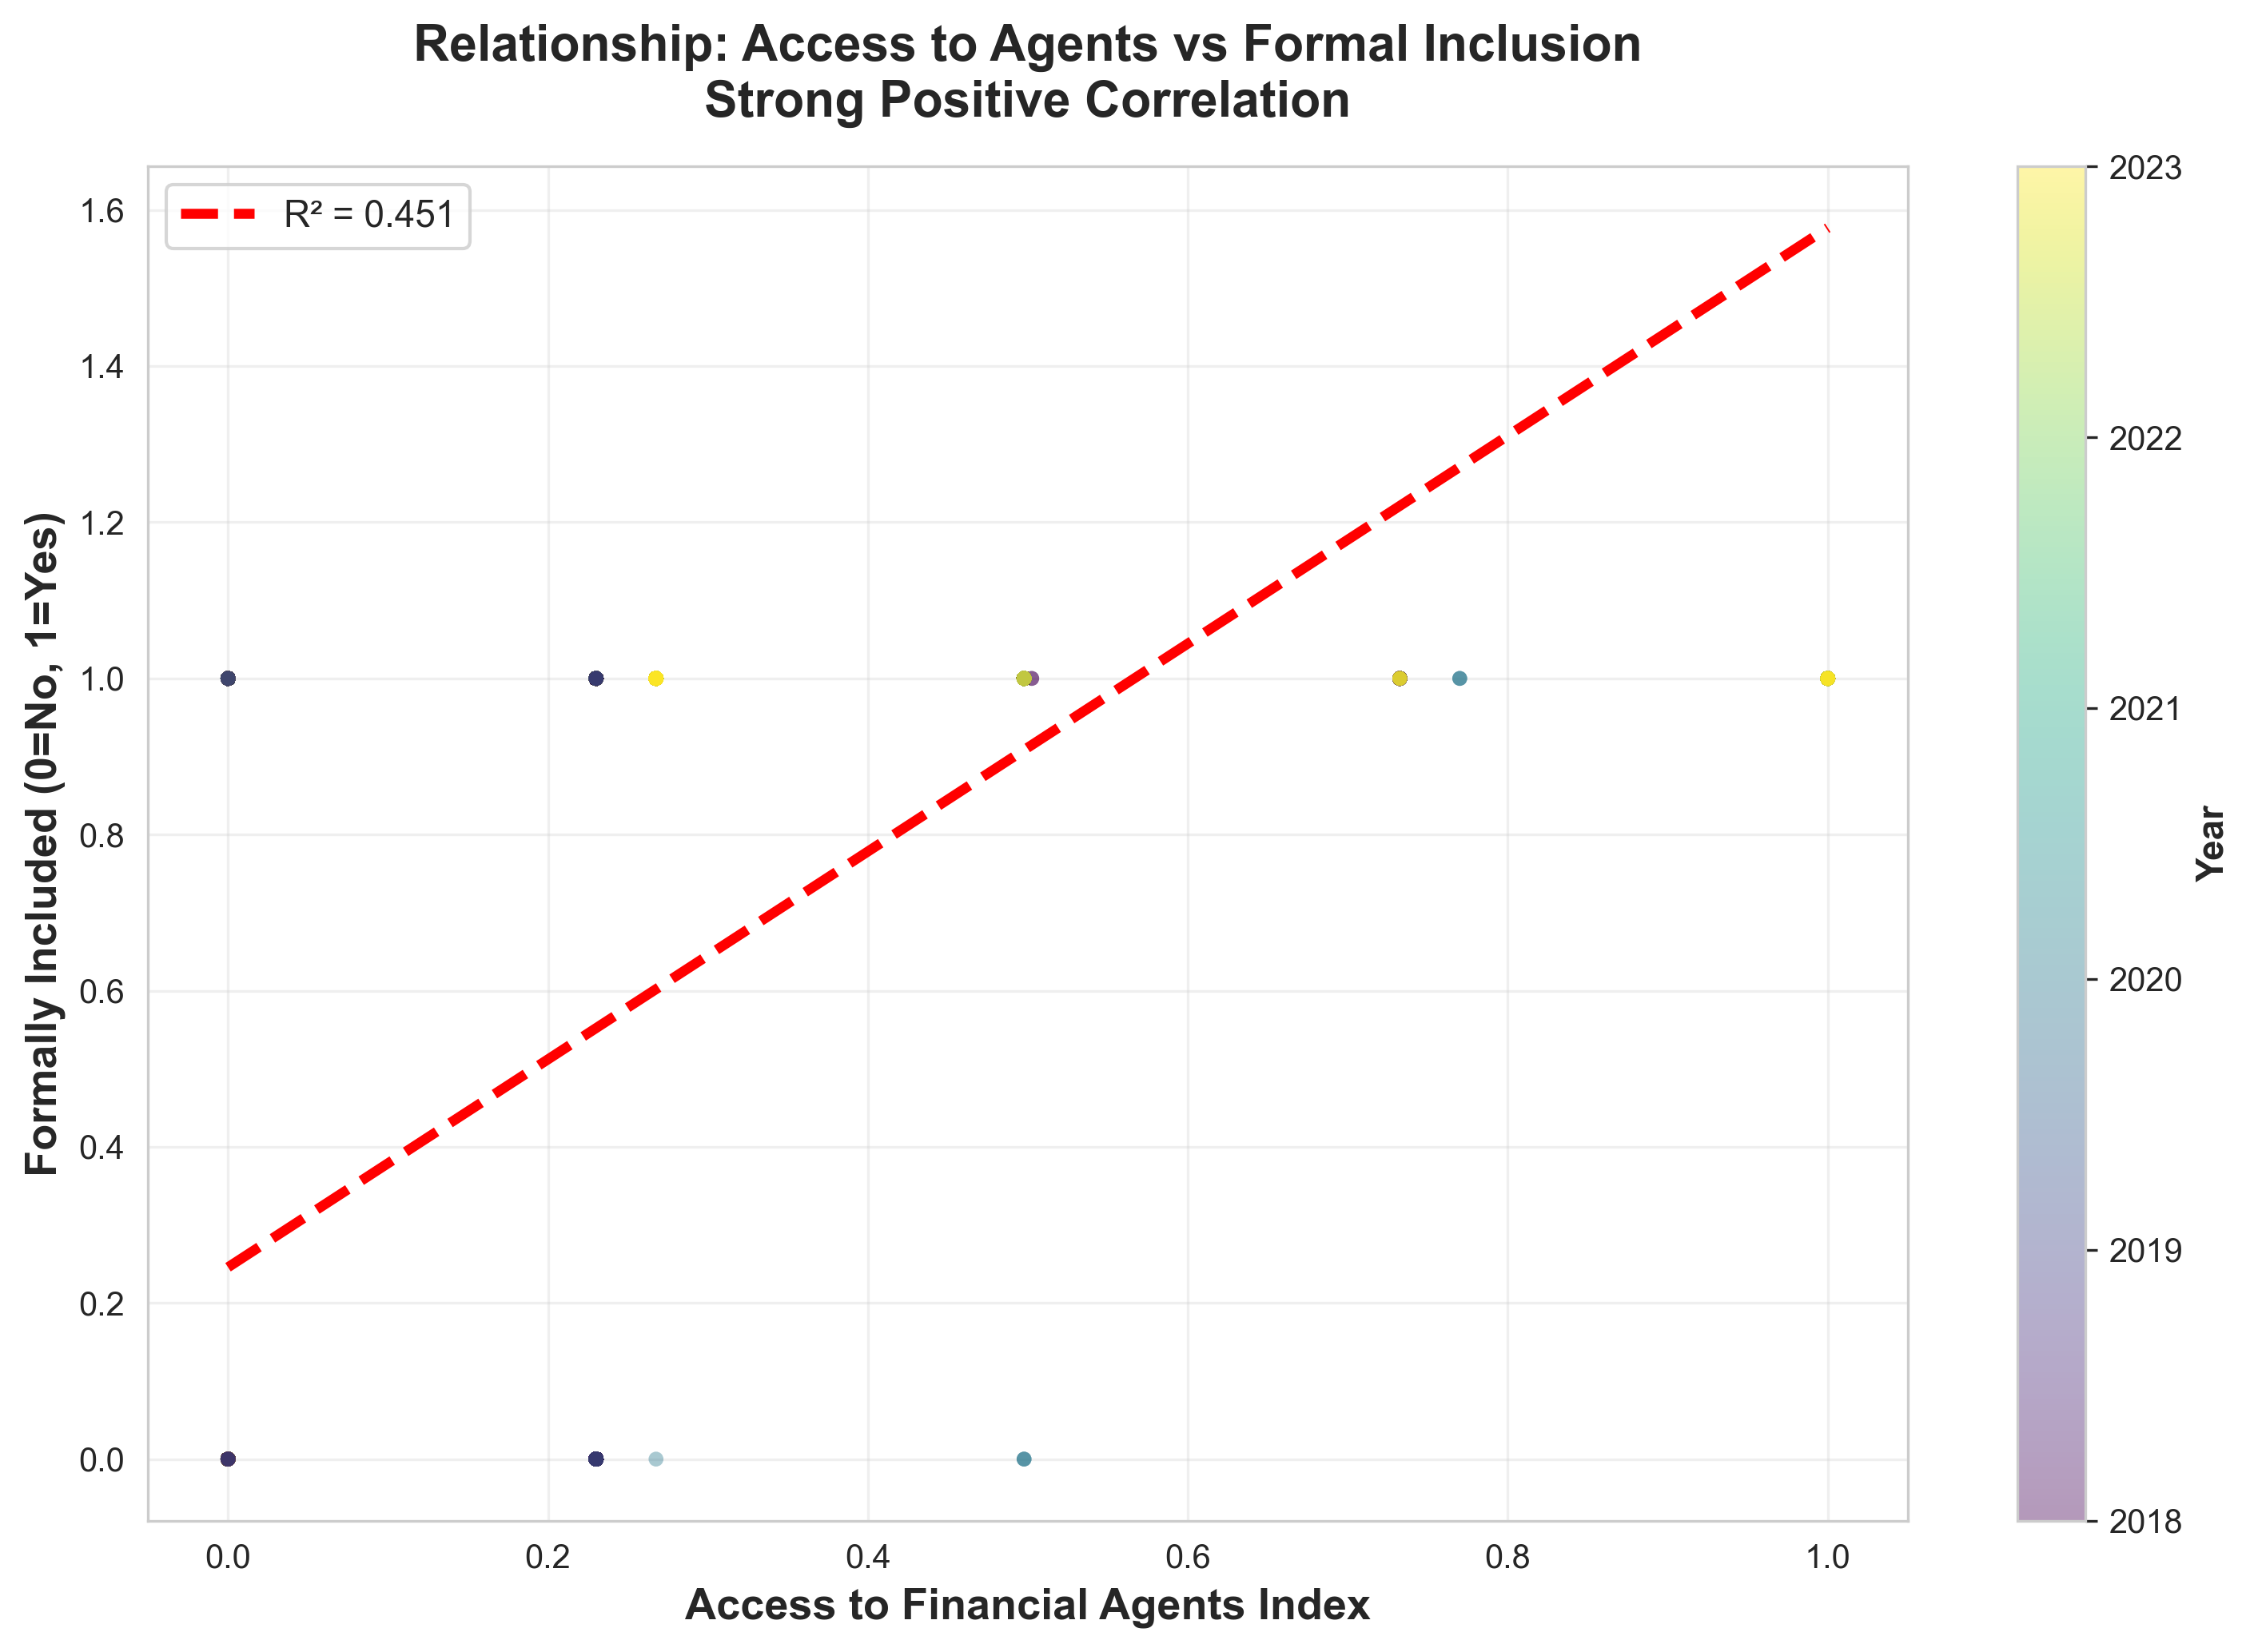 Relationship: Access to Agents vs Formal Inclusion
Strong Positive Correlation
R² = 0.451
1.6
1.4
1.2
1.0
0.8
0.6
0.4
0.2
0.0
Formally Included (0=No, 1=Yes)
0.0 0.2 0.4 0.6 0.8 1.0
Access to Financial Agents Index
2023
2022
2021
2020
2019
2018
Year